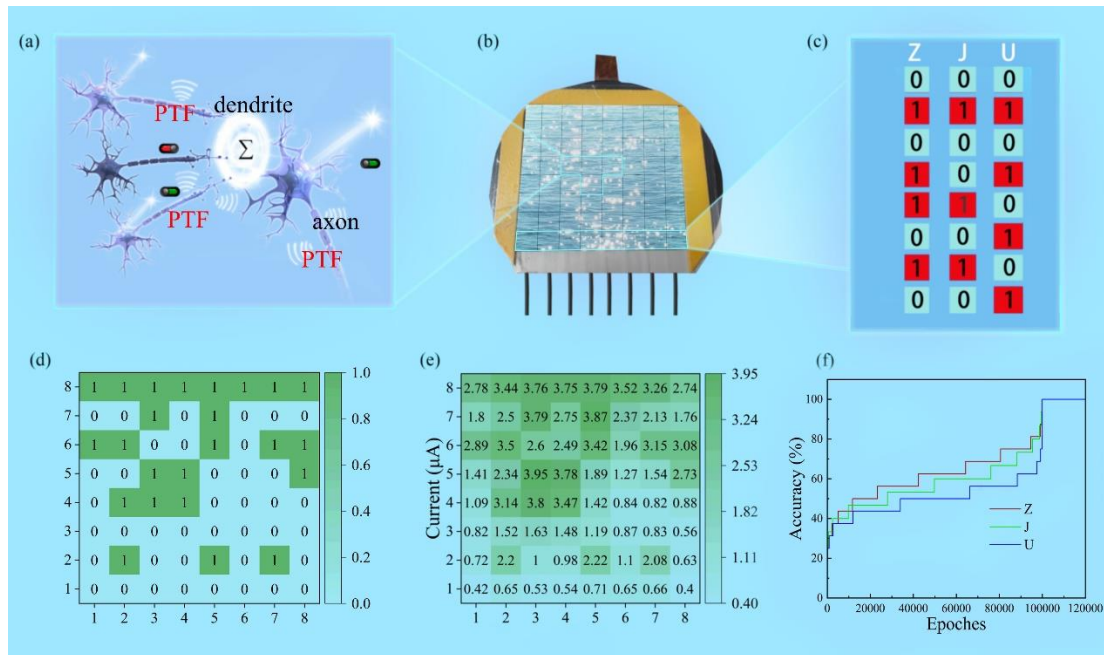 (a)
PTF
dendrite
Σ
PTF
axon
PTF
(b)
(c)
Z J U
0 0 0
1 1 1
0 0 0
1 0 1
1 1 0
0 0 1
1 1 0
0 0 1
(d)
8 1 1 1 1 1 1 1 1
7 0 0 1 0 1 0 0 0
6 1 1 0 0 1 0 1 1
5 0 0 1 1 0 0 0 1
4 0 1 1 1 0 0 0 0
3 0 0 0 0 0 0 0 0
2 0 1 0 0 1 0 1 0
1 0 0 0 0 0 0 0 0
1 2 3 4 5 6 7 8
1.0
0.8
0.6
0.4
0.2
0.0
(e)
Current (μA)
8 2.78 3.44 3.76 3.75 3.79 3.52 3.26 2.74
7 1.8 2.5 3.79 2.75 3.87 2.37 2.13 1.76
6 2.89 3.5 2.6 2.49 3.42 1.96 3.15 3.08
5 1.41 2.34 3.95 3.78 1.89 1.27 1.54 2.73
4 1.09 3.14 3.8 3.47 1.42 0.84 0.82 0.88
3 0.82 1.52 1.63 1.48 1.19 0.87 0.83 0.56
2 0.72 2.2 1 0.98 2.22 1.1 2.08 0.63
1 0.42 0.65 0.53 0.54 0.71 0.65 0.66 0.4
1 2 3 4 5 6 7 8
3.95
3.24
2.53
1.82
1.11
0.40
(f)
Accuracy (%)
100
80
60
40
20
0
Z
J
U
0 20000 40000 60000 80000 100000 120000
Epoches